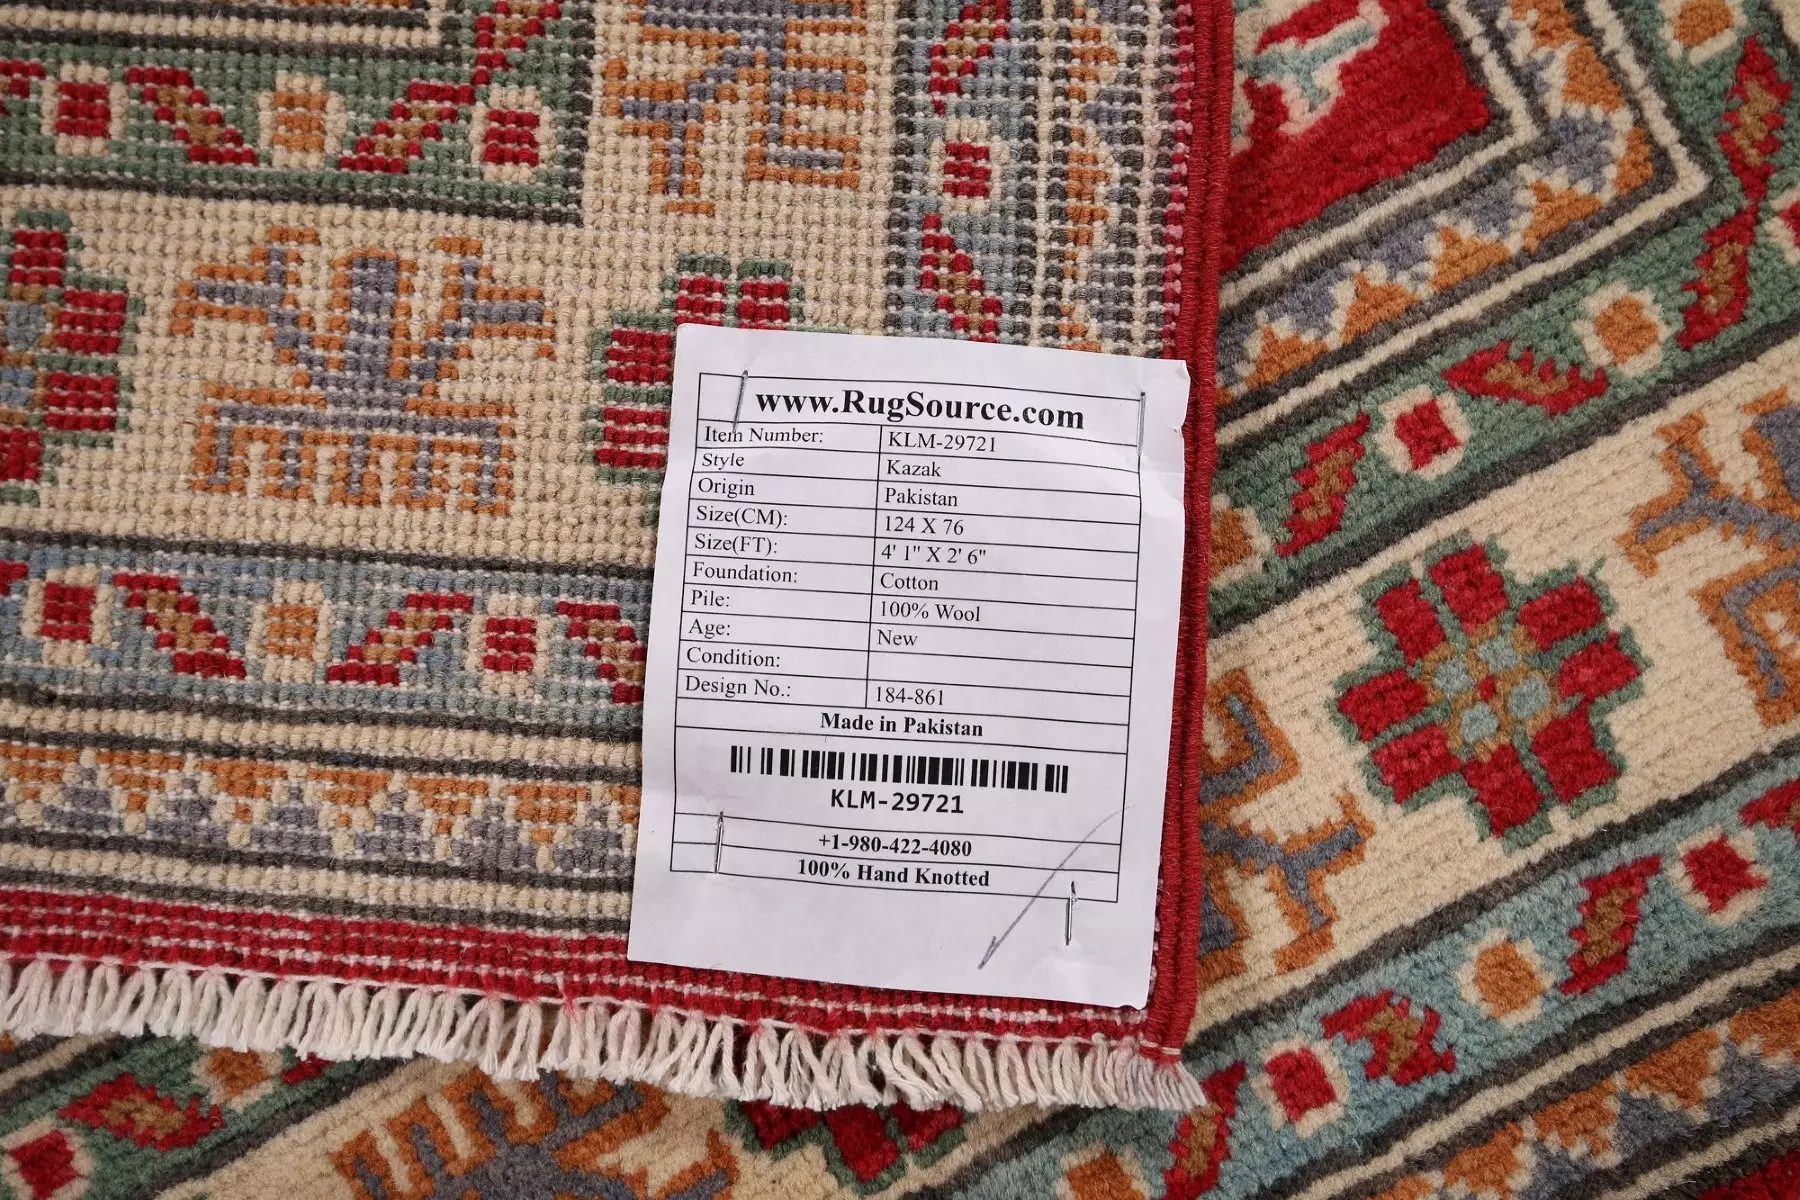 www.RugSource.com
Item Number: KLM-29721
Style Kazak
Origin Pakistan
Size(CM): 124 X 76
Size(FT): 4' 1" X 2' 6"
Foundation: Cotton
Pile: 100% Wool
Age: New
Condition:
Design No.: 184-861
Made in Pakistan
KLM-29721
+1-980-422-4080
100% Hand Knotted